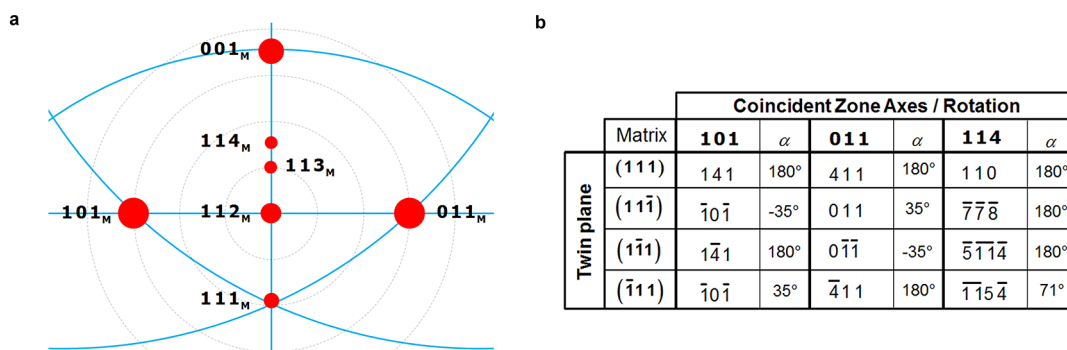 a
b
001M
114M
113M
101M
112M
011M
111M
Coincident Zone Axes / Rotation
Matrix 101 α 011 α 114 α
Twin plane
(111) 141 180° 411 180° 110 180°
(111̅) 1̅01̅ -35° 011 35° 7̅7̅8̅ 180°
(11̅1) 14̅1 180° 01̅1̅ -35° 5̅1̅1̅4̅ 180°
(1̅11) 1̅01̅ 35° 4̅11 180° 1̅1̅54̅ 71°